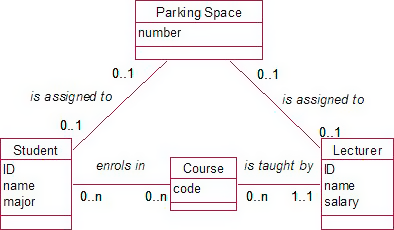 Parking Space
number
0..1
0..1
is assigned to
is assigned to
0..1
0..1
Student
ID
name
major
enrols in
0..n
0..n
Course
code
is taught by
0..n
1..1
Lecturer
ID
name
salary